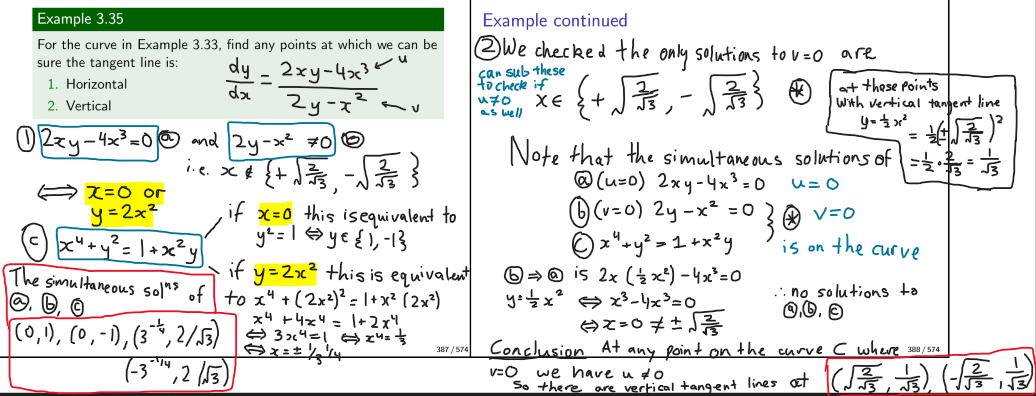 Example 3.35
For the curve in Example 3.33, find any points at which we can be
sure the tangent line is:
1. Horizontal
2. Vertical
dy/dx = (2xy-4x³)/(2y-x²) ← u ← v
① 2xy-4x³=0 ⓐ and 2y-x² ≠0 ⓑ
i.e. x ∉ {+√(2/√3), -√(2/√3)}
⟺ x=0 or
y=2x²
ⓒ x⁴+y²=1+x²y
if x=0 this is equivalent to
y²=1 ⇔ y∈{1,-1}
if y=2x² this is equivalent
to x⁴+(2x²)²=1+x²(2x²)
x⁴+4x⁴=1+2x⁴
⇔ 3x⁴=1 ⇔ x⁴=1/3
⇔ x=± 1/3^1/4
The simultaneous solⁿˢ of
ⓐ, ⓑ, ⓒ
(0,1), (0,-1), (3^-1/4, 2/√3)
(-3^-1/4, 2/√3)
387 / 574
Example continued
② We checked the only solutions to v=0 are
can sub these
to check if
u≠0
as well
x∈ {+√(2/√3), -√(2/√3)} ⊛
at these points
with vertical tangent line
y=½x²
= ½(±√(2/√3))²
=½·2/√3=1/√3
Note that the simultaneous solutions of
ⓐ (u=0) 2xy-4x³=0 u=0
ⓑ (v=0) 2y-x²=0 } ⊛ v=0
ⓒ x⁴+y²=1+x²y is on the curve
ⓑ ⇒ ⓐ is 2x(½x²)-4x³=0
y=½x² ⇔ x³-4x³=0
⇔ x=0 ≠ ±√(2/√3)
∴ no solutions to
ⓐ,ⓑ,ⓒ
388 / 574
Conclusion At any point on the curve C where
v=0 we have u≠0
So there are vertical tangent lines at (√(2/√3), 1/√3), (-√(2/√3), 1/√3)